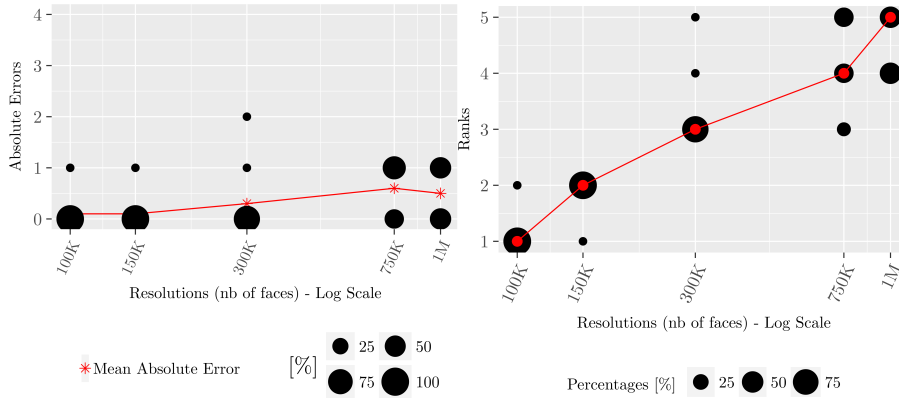 Absolute Errors
4
3
2
1
0
100K
150K
300K
750K
1M
Resolutions (nb of faces) - Log Scale
Mean Absolute Error
[%]
25
50
75
100
Ranks
5
4
3
2
1
100K
150K
300K
750K
1M
Resolutions (nb of faces) - Log Scale
Percentages [%]
25
50
75